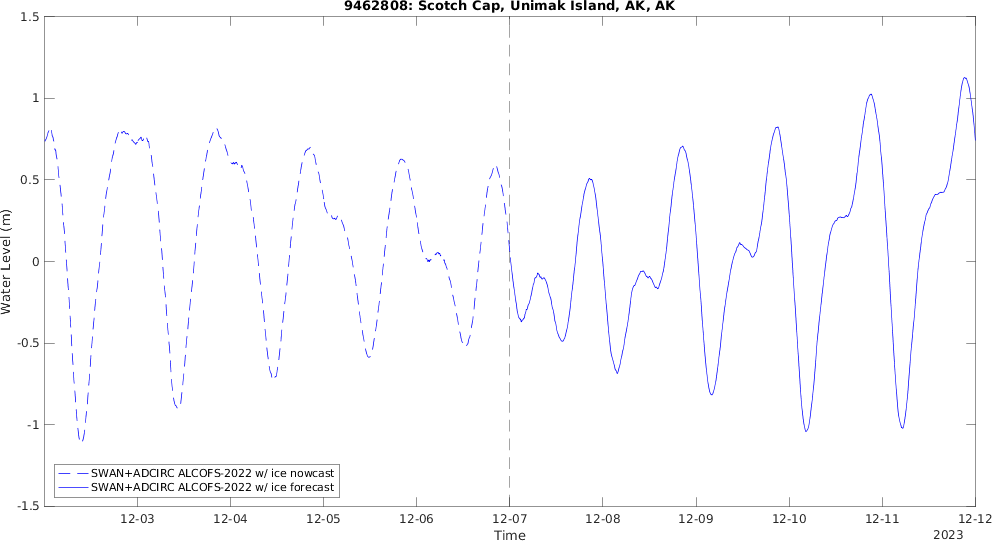 9462808: Scotch Cap, Unimak Island, AK, AK
Water Level (m)
1.5
1
0.5
0
-0.5
-1
-1.5
SWAN+ADCIRC ALCOFS-2022 w/ ice nowcast
SWAN+ADCIRC ALCOFS-2022 w/ ice forecast
12-03 12-04 12-05 12-06 12-07 12-08 12-09 12-10 12-11 12-12
Time
2023